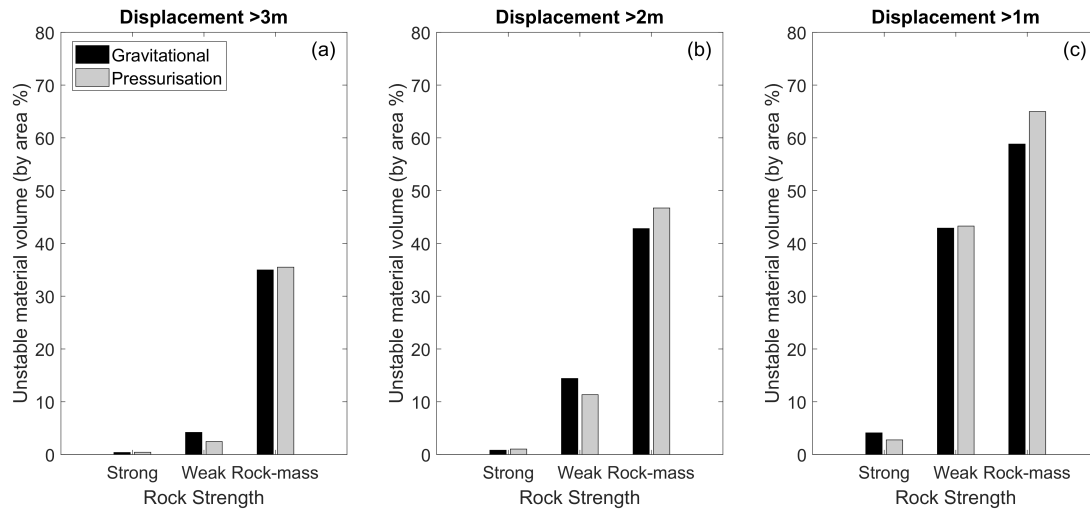 Displacement >3m
(a)
Gravitational
Pressurisation
Unstable material volume (by area %)
80
70
60
50
40
30
20
10
0
Strong Weak Rock-mass
Rock Strength
Displacement >2m
(b)
Unstable material volume (by area %)
80
70
60
50
40
30
20
10
0
Strong Weak Rock-mass
Rock Strength
Displacement >1m
(c)
Unstable material volume (by area %)
80
70
60
50
40
30
20
10
0
Strong Weak Rock-mass
Rock Strength